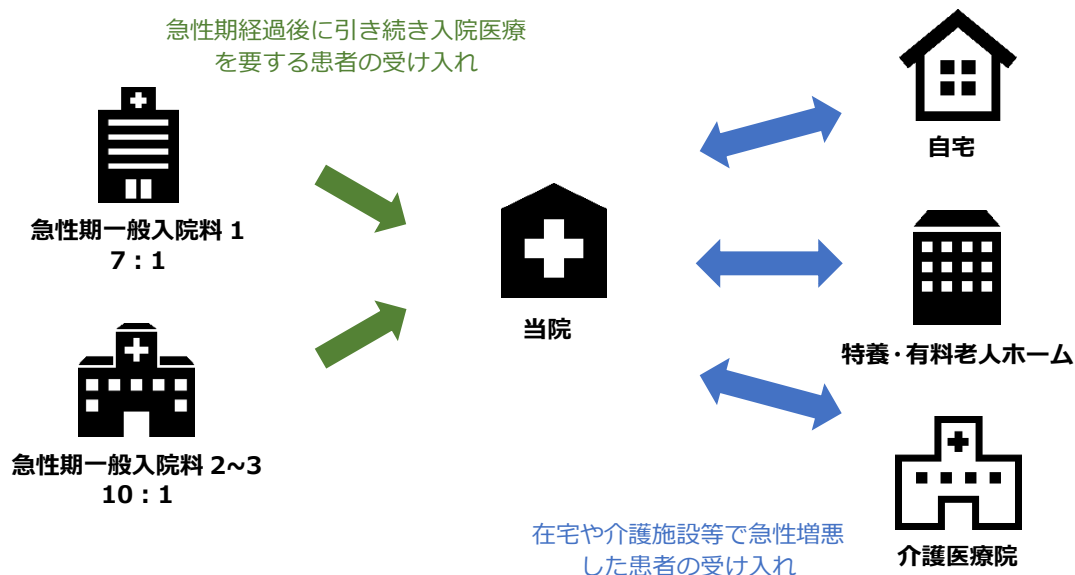 急性期経過後に引き続き入院医療
を要する患者の受け入れ
急性期一般入院料 1
7：1
急性期一般入院料 2~3
10：1
当院
自宅
特養・有料老人ホーム
介護医療院
在宅や介護施設等で急性増悪
した患者の受け入れ